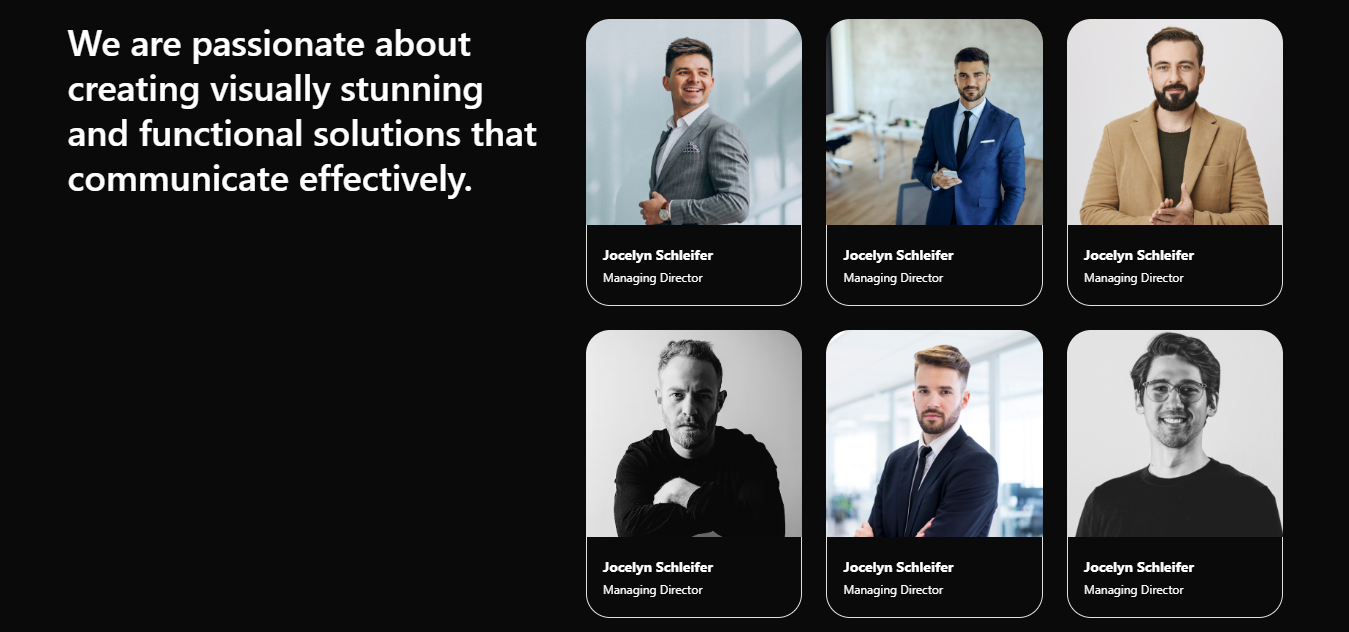 We are passionate about
creating visually stunning
and functional solutions that
communicate effectively.
Jocelyn Schleifer
Managing Director
Jocelyn Schleifer
Managing Director
Jocelyn Schleifer
Managing Director
Jocelyn Schleifer
Managing Director
Jocelyn Schleifer
Managing Director
Jocelyn Schleifer
Managing Director